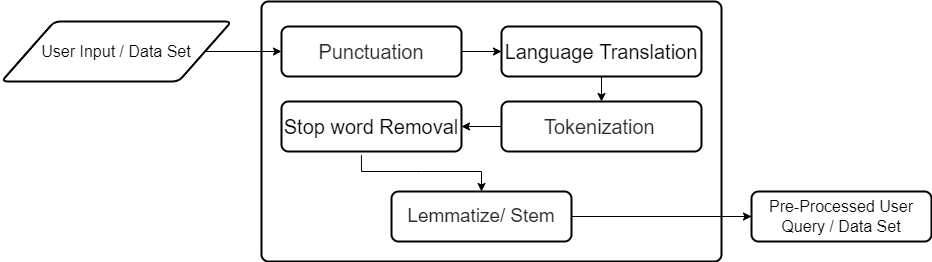 User Input / Data Set
Punctuation
Language Translation
Tokenization
Stop word Removal
Lemmatize/ Stem
Pre-Processed User
Query / Data Set